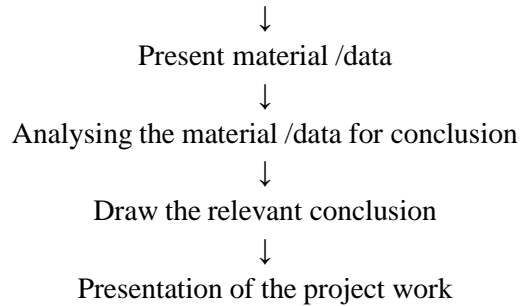 ↓
Present material /data
↓
Analysing the material /data for conclusion
↓
Draw the relevant conclusion
↓
Presentation of the project work